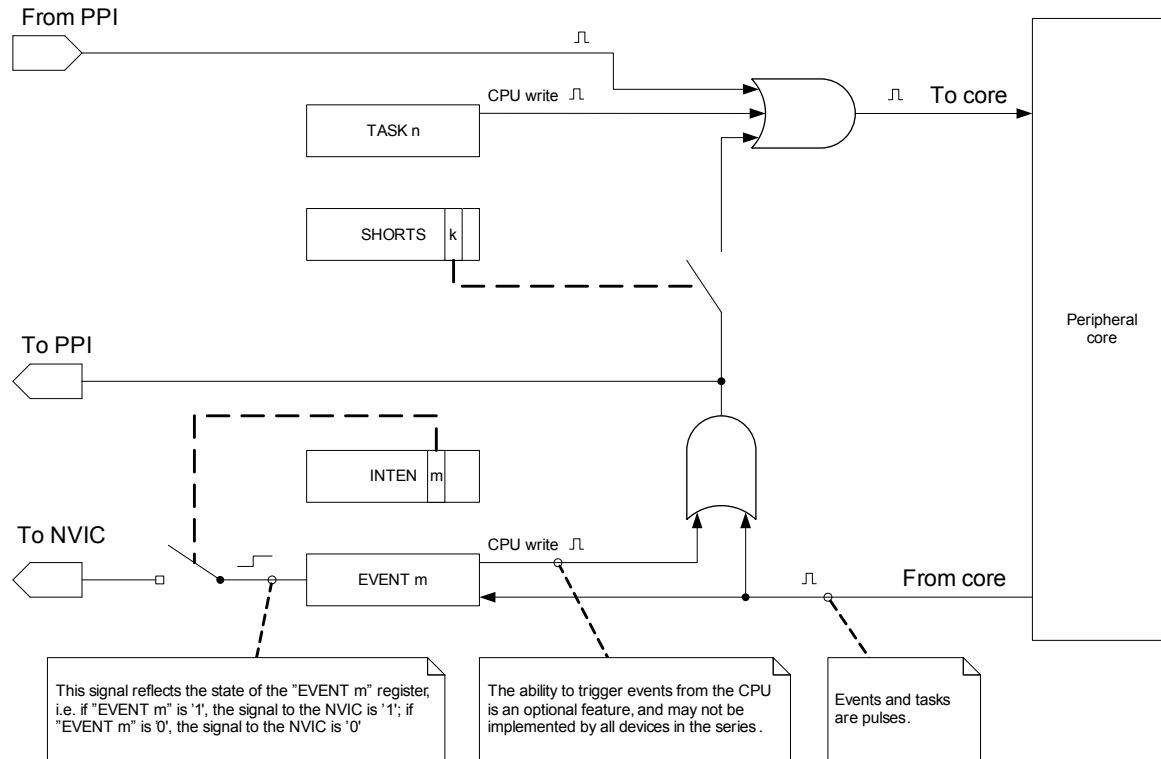 From PPI
CPU write
To core
TASK n
SHORTS
k
Peripheral
core
To PPI
INTEN
m
To NVIC
CPU write
EVENT m
From core
This signal reflects the state of the ”EVENT m” register,
i.e. if ”EVENT m” is ’1’, the signal to the NVIC is ’1’; if
”EVENT m” is ’0’, the signal to the NVIC is ’0’
The ability to trigger events from the CPU
is an optional feature, and may not be
implemented by all devices in the series.
Events and tasks
are pulses.